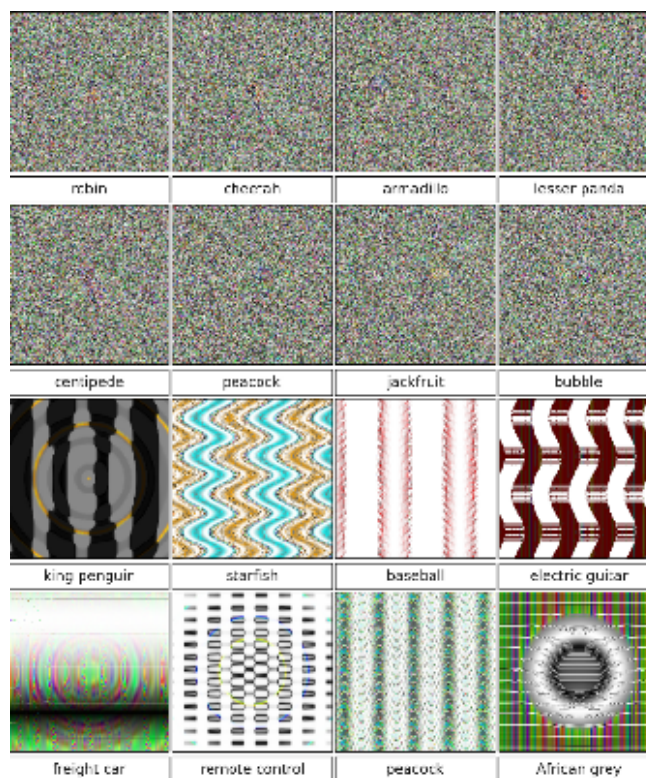 robin cheetah armadillo lesser panda
centipede peacock jackfruit bubble
king penguin starfish baseball electric guitar
freight car remote control peacock African grey